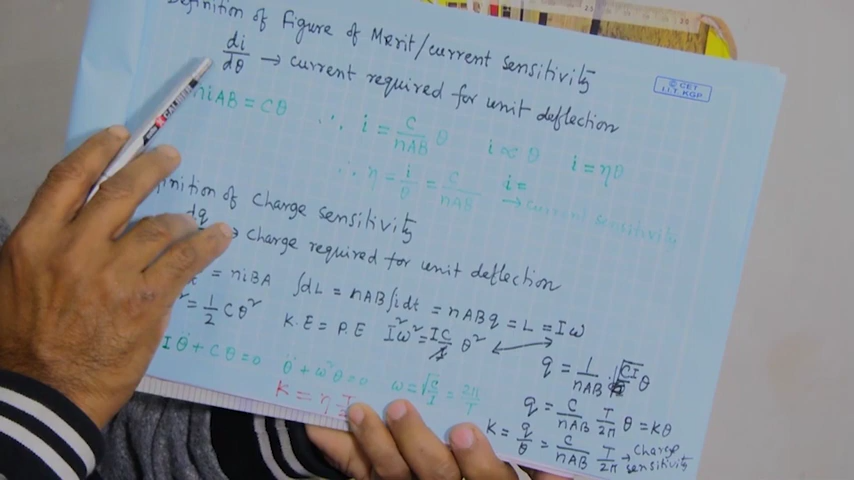 Definition of Figure of Merit/current sensitivity
© CET
I.I.T. KGP
di/dθ → current required for unit deflection
niAB = Cθ ∴ i = C/nAB θ i ∝ θ i = ηθ
∴ η = i/θ = C/nAB i =
→ current sensitivity
Definition of Charge sensitivity
dq → charge required for unit deflection
= niBA ∫dL = nAB∫idt = nABq = L = Iω
= 1/2 Cθ² K.E = P.E I²ω² = IC θ²
q = 1/nAB √CI θ
Iθ̈ + Cθ = 0 θ̈ + ω²θ = 0 ω = √C/I = 2π/T
q = C/nAB T/2π θ = Kθ
K = η T
K = q/θ = C/nAB T/2π → charge sensitivity